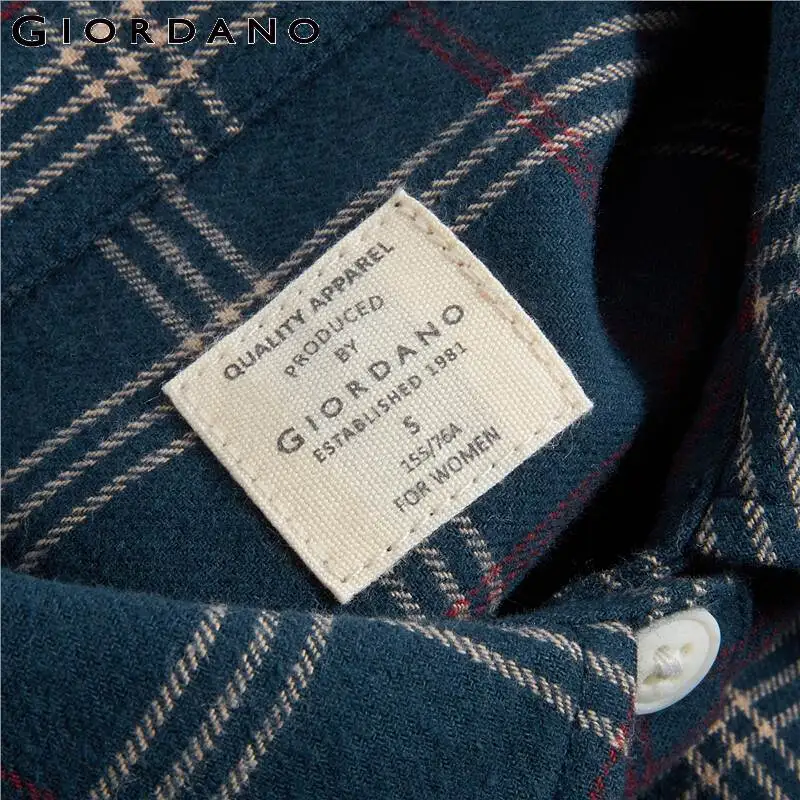 GIORDANO
QUALITY APPAREL
PRODUCED
BY
GIORDANO
ESTABLISHED 1981
S
155/76A
FOR WOMEN